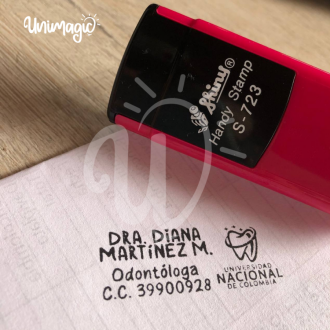 Unimagic
Shiny®
Handy Stamp
S-723
DRA. DiANA
MARTíNEZ M.
Odontóloga
C.C. 39900928
UNIVERSIDAD
NACIONAL
DE COLOMBIA